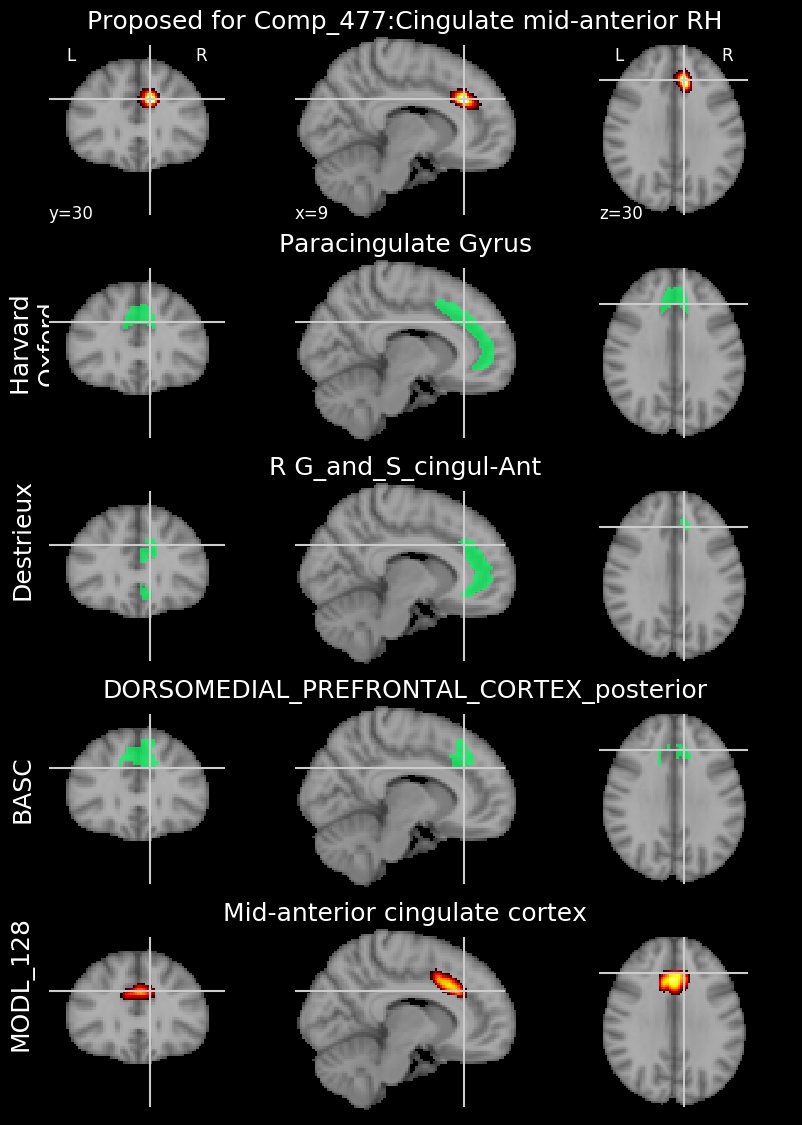 Proposed for Comp_477:Cingulate mid-anterior RH
L R L R
y=30 x=9 z=30
Paracingulate Gyrus
Harvard
Oxford
R G_and_S_cingul-Ant
Destrieux
DORSOMEDIAL_PREFRONTAL_CORTEX_posterior
BASC
Mid-anterior cingulate cortex
MODL_128